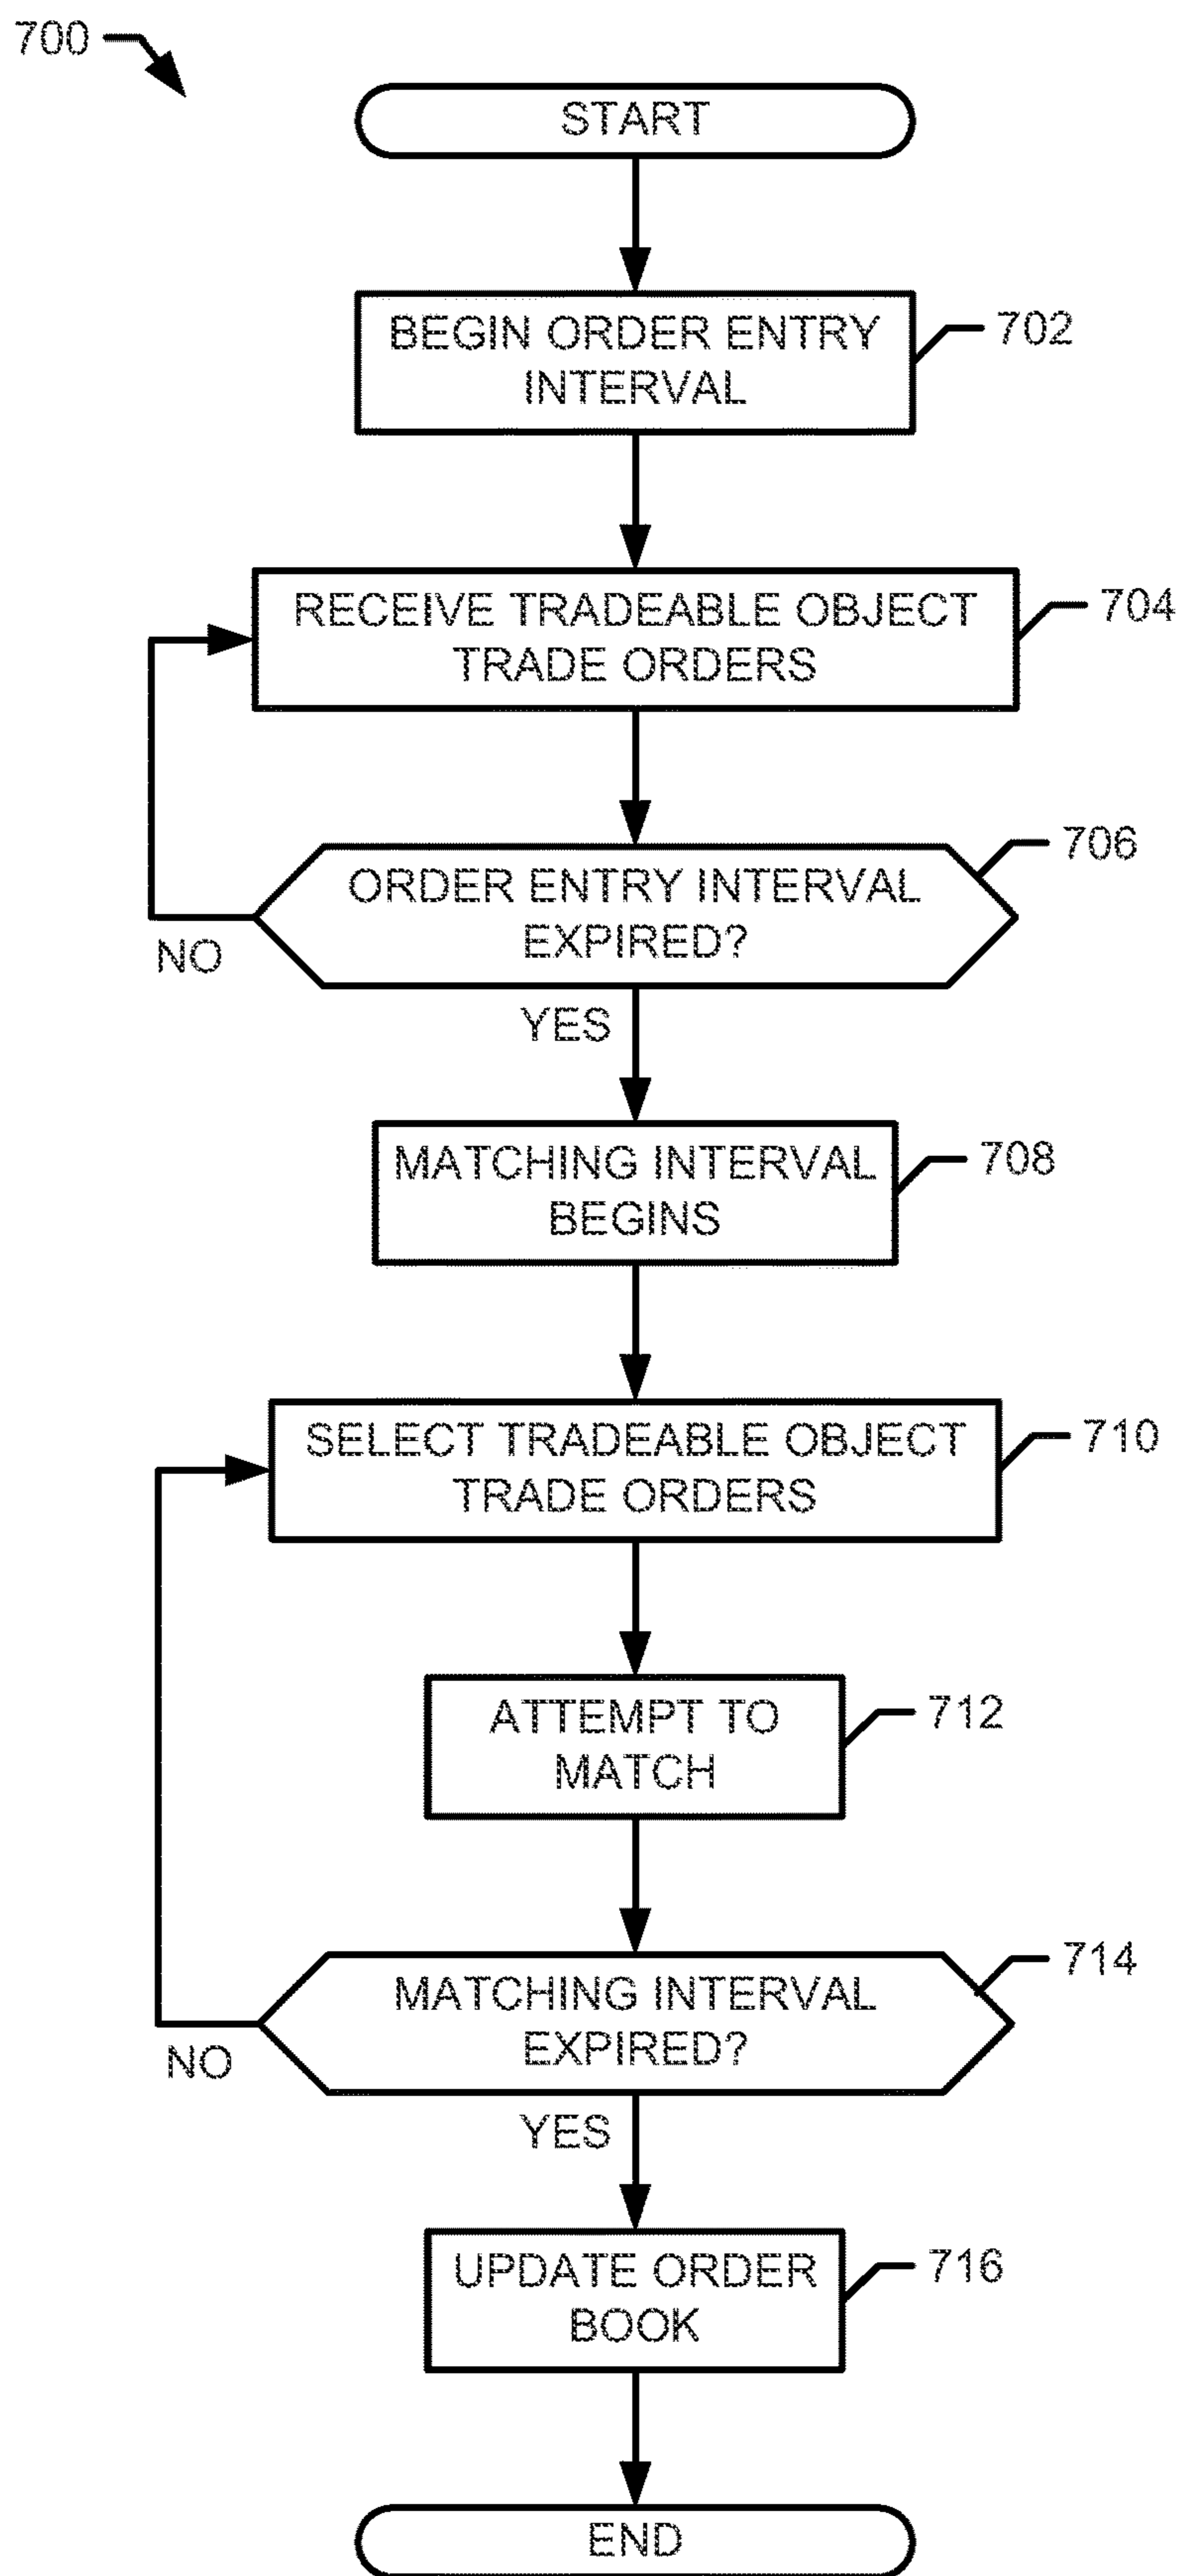 700
START
BEGIN ORDER ENTRY
INTERVAL
702
RECEIVE TRADEABLE OBJECT
TRADE ORDERS
704
ORDER ENTRY INTERVAL
EXPIRED?
706
NO
YES
MATCHING INTERVAL
BEGINS
708
SELECT TRADEABLE OBJECT
TRADE ORDERS
710
ATTEMPT TO
MATCH
712
MATCHING INTERVAL
EXPIRED?
714
NO
YES
UPDATE ORDER
BOOK
716
END